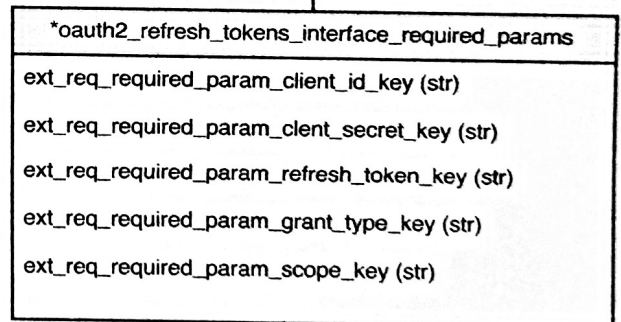 *oauth2_refresh_tokens_interface_required_params
ext_req_required_param_client_id_key (str)
ext_req_required_param_clent_secret_key (str)
ext_req_required_param_refresh_token_key (str)
ext_req_required_param_grant_type_key (str)
ext_req_required_param_scope_key (str)